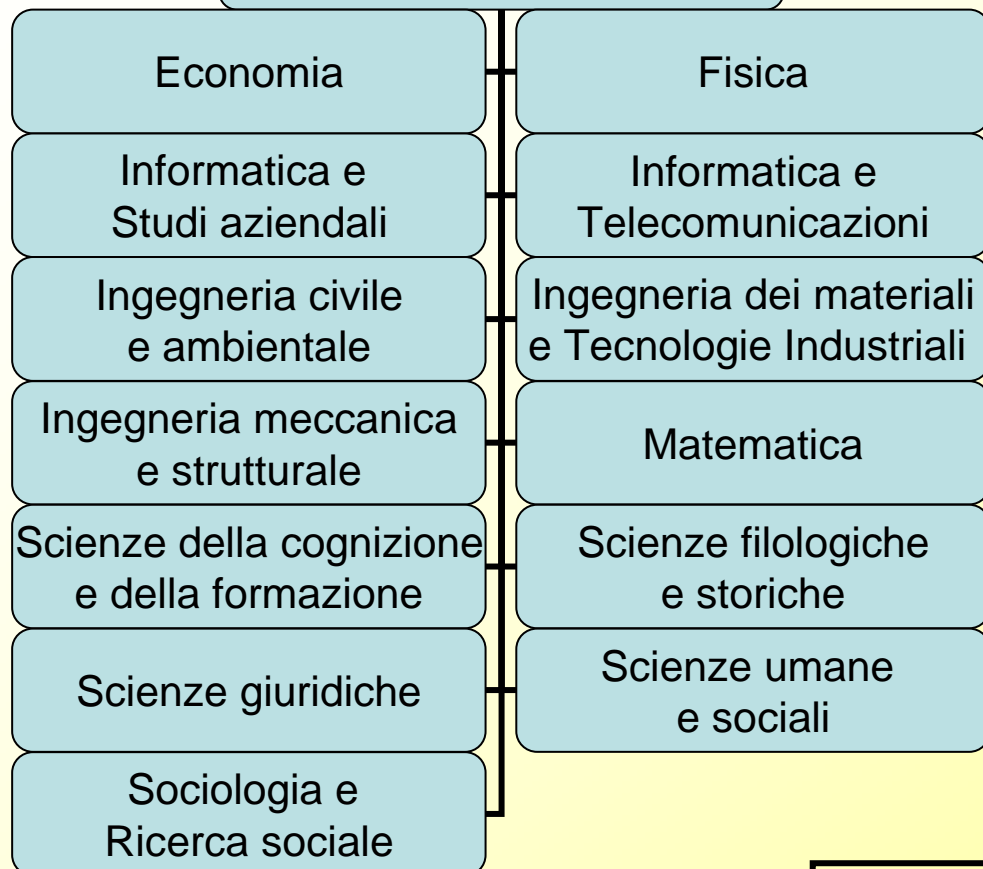 Economia
Fisica
Informatica e
Studi aziendali
Informatica e
Telecomunicazioni
Ingegneria civile
e ambientale
Ingegneria dei materiali
e Tecnologie Industriali
Ingegneria meccanica
e strutturale
Matematica
Scienze della cognizione
e della formazione
Scienze filologiche
e storiche
Scienze giuridiche
Scienze umane
e sociali
Sociologia e
Ricerca sociale